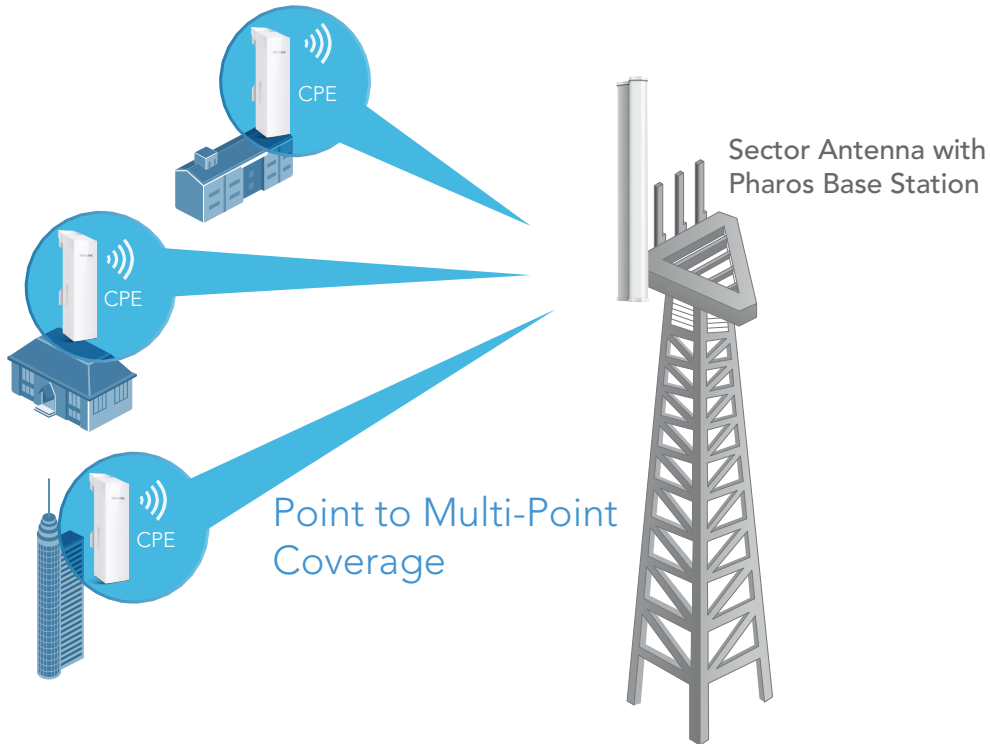 CPE
Sector Antenna with
Pharos Base Station
CPE
CPE
Point to Multi-Point
Coverage